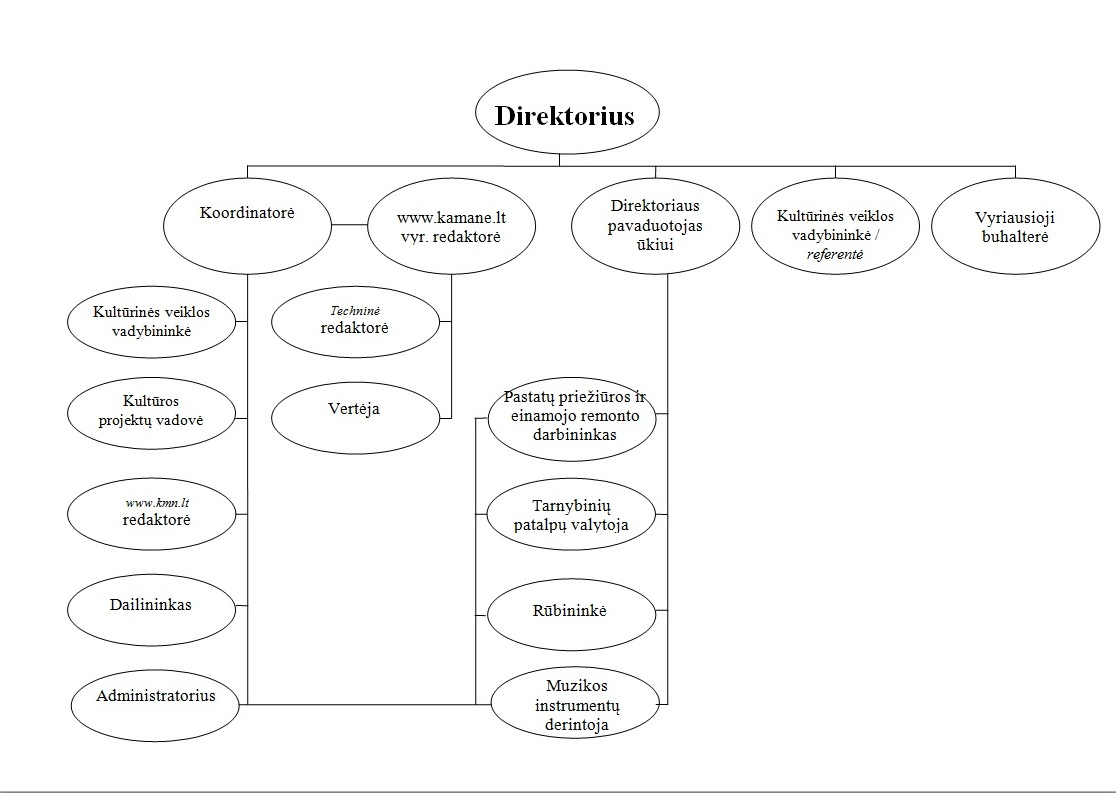 Direktorius
Koordinatorė
www.kamane.lt
vyr. redaktorė
Direktoriaus
pavaduotojas
ūkiui
Kultūrinės veiklos
vadybininkė /
referentė
Vyriausioji
buhalterė
Kultūrinės veiklos
vadybininkė
Techninė
redaktorė
Kultūros
projektų vadovė
Vertėja
Pastatų priežiūros ir
einamojo remonto
darbininkas
www.kmn.lt
redaktorė
Tarnybinių
patalpų valytoja
Dailininkas
Rūbininkė
Administratorius
Muzikos
instrumentų
derintoja